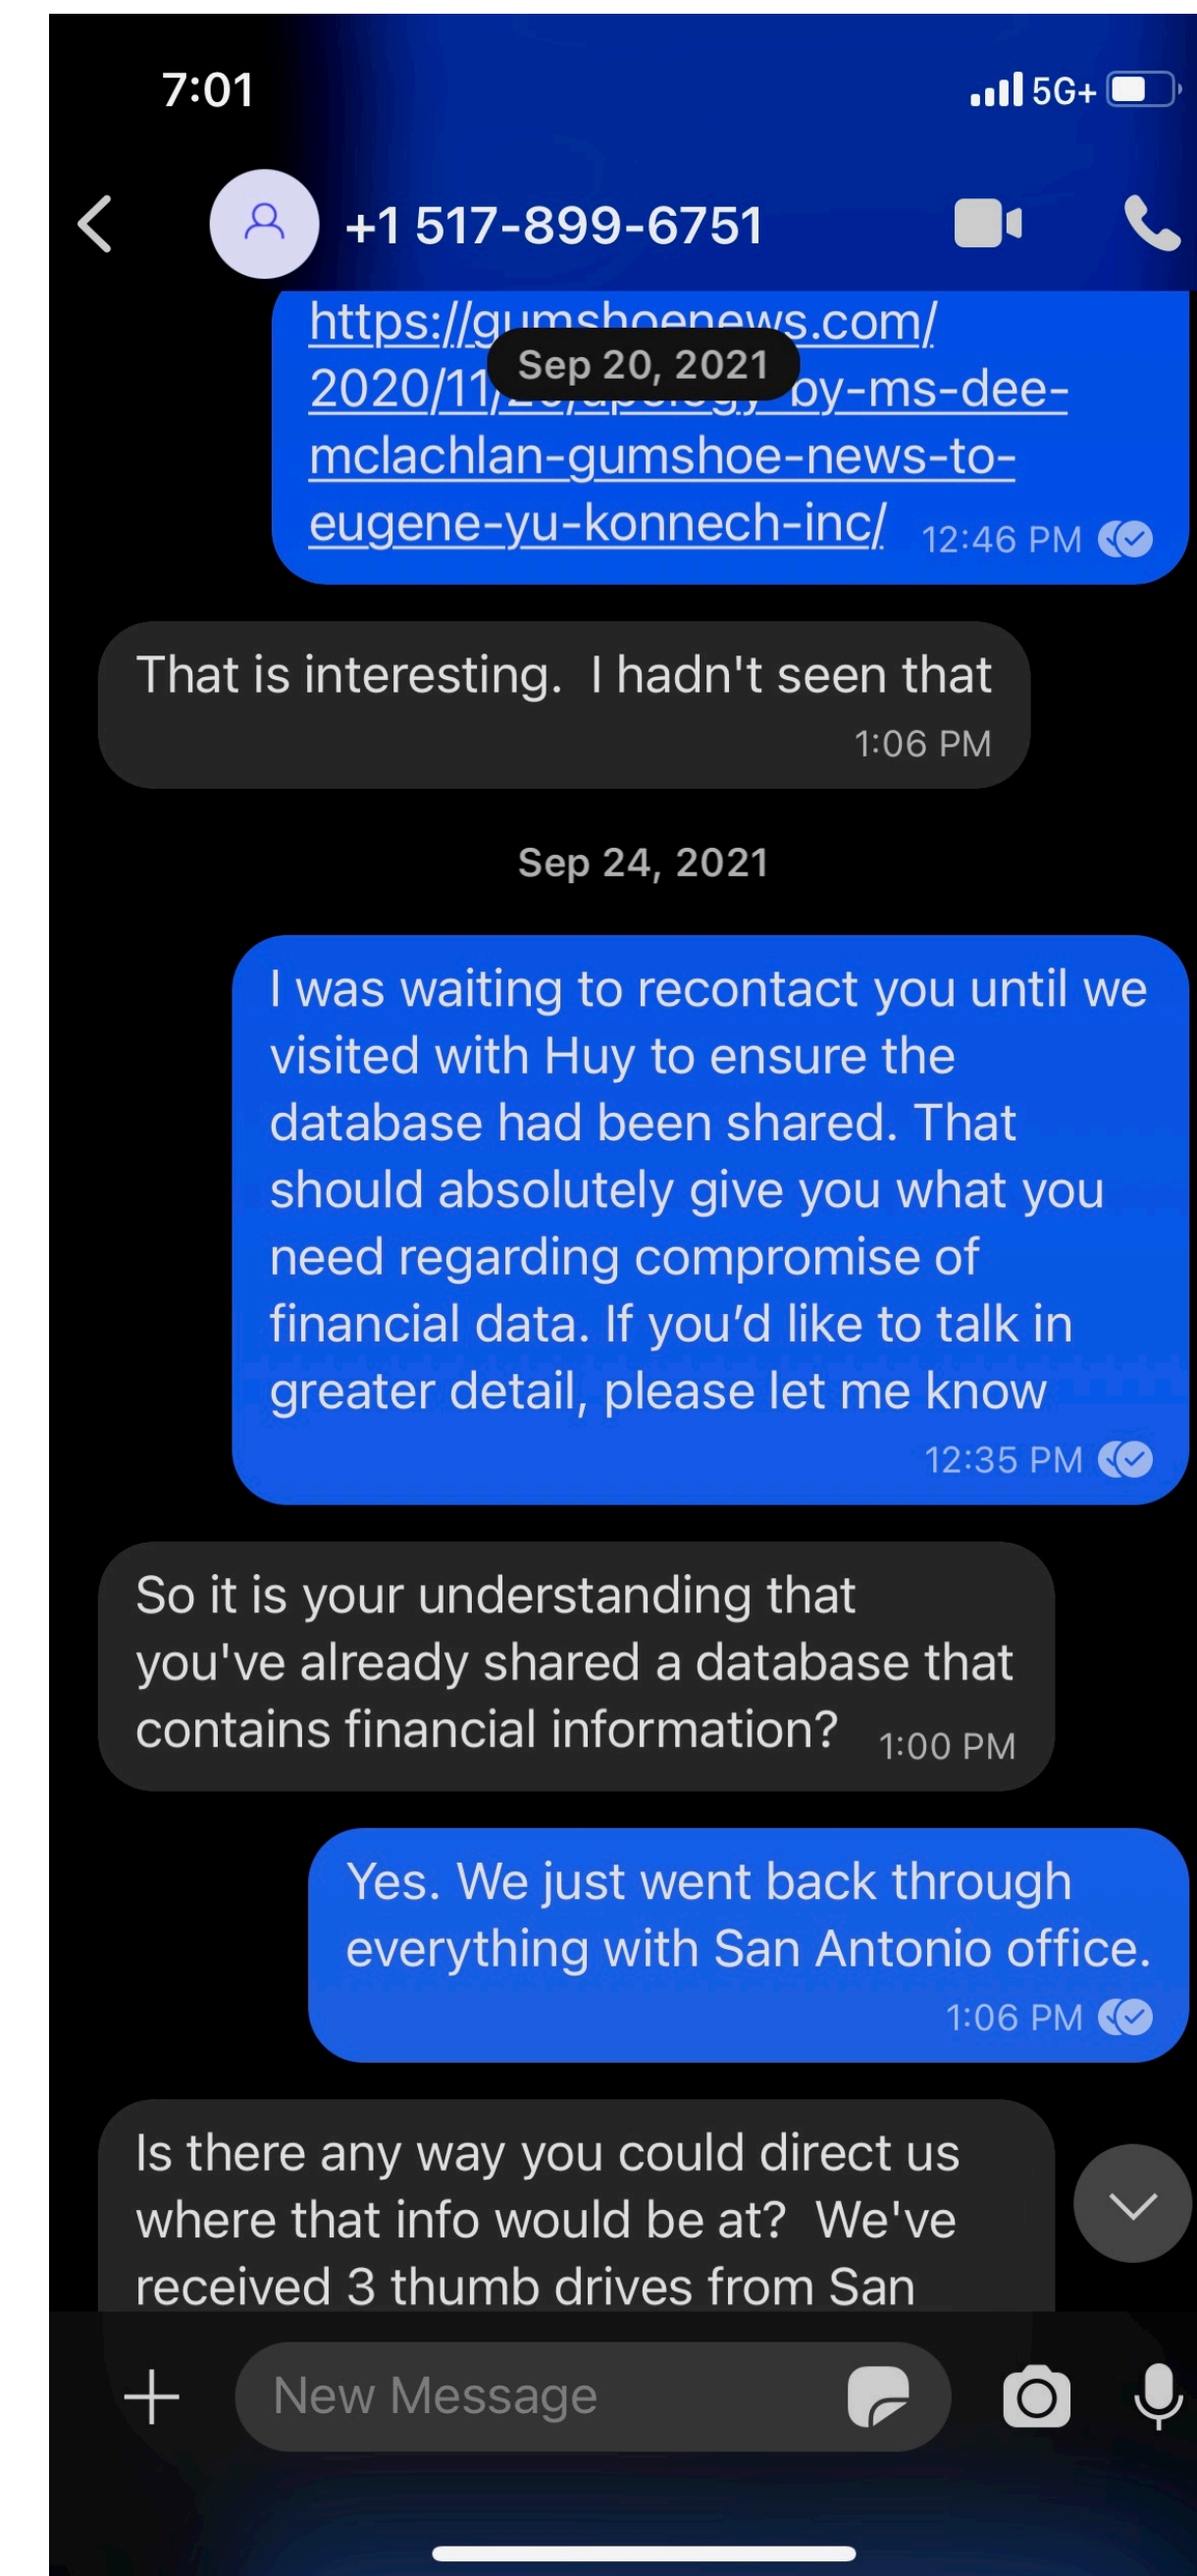 7:01
5G+
+1 517-899-6751
https://gumshoenews.com/
Sep 20, 2021
2020/11/ by-ms-dee-
mclachlan-gumshoe-news-to-
eugene-yu-konnech-inc/ 12:46 PM
That is interesting. I hadn't seen that
1:06 PM
Sep 24, 2021
I was waiting to recontact you until we
visited with Huy to ensure the
database had been shared. That
should absolutely give you what you
need regarding compromise of
financial data. If you’d like to talk in
greater detail, please let me know
12:35 PM
So it is your understanding that
you've already shared a database that
contains financial information? 1:00 PM
Yes. We just went back through
everything with San Antonio office.
1:06 PM
Is there any way you could direct us
where that info would be at? We've
received 3 thumb drives from San
New Message